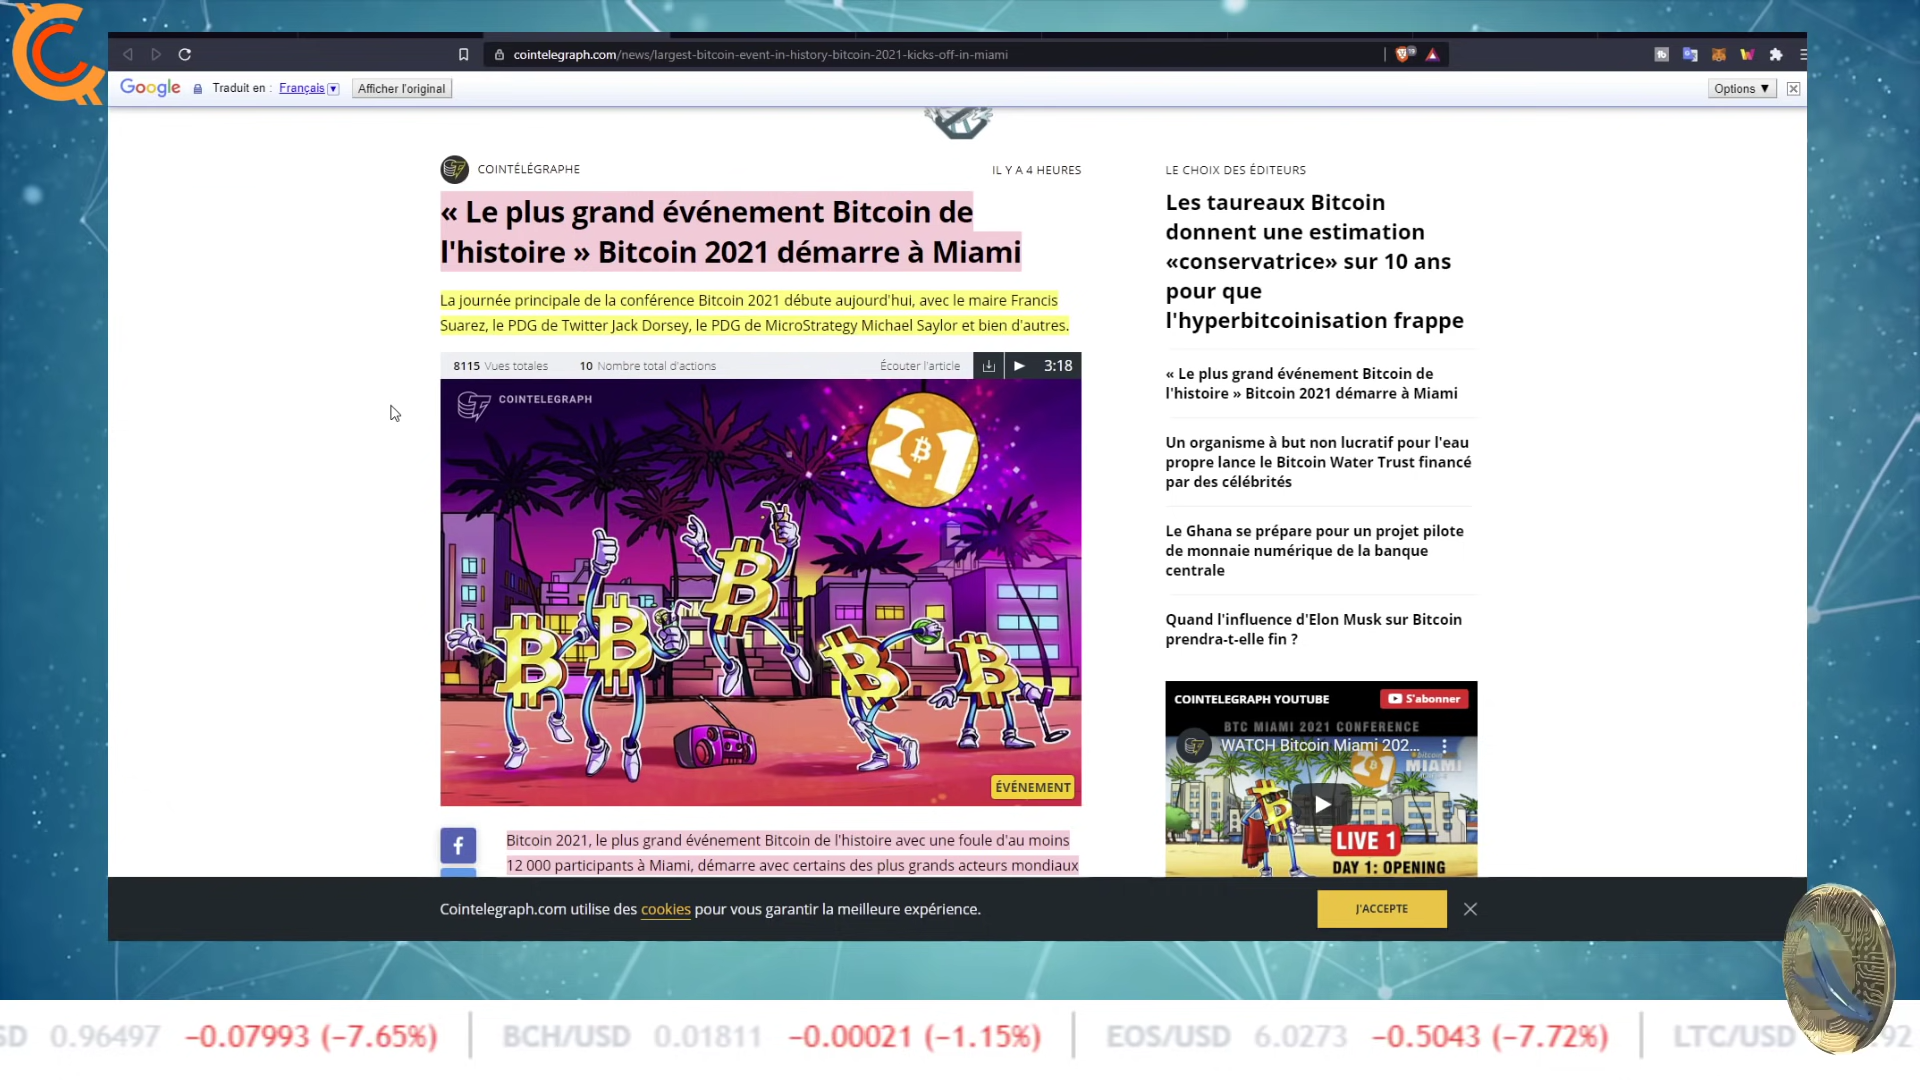 cointelegraph.com/news/largest-bitcoin-event-in-history-bitcoin-2021-kicks-off-in-miami
Google Traduit en : Français Afficher l'original
Options ▼
COINTÉLÉGRAPHE
IL Y A 4 HEURES
« Le plus grand événement Bitcoin de
l'histoire » Bitcoin 2021 démarre à Miami
La journée principale de la conférence Bitcoin 2021 débute aujourd'hui, avec le maire Francis
Suarez, le PDG de Twitter Jack Dorsey, le PDG de MicroStrategy Michael Saylor et bien d'autres.
8115 Vues totales
10 Nombre total d'actions
Écouter l'article
3:18
COINTELEGRAPH
21
ÉVÉNEMENT
Bitcoin 2021, le plus grand événement Bitcoin de l'histoire avec une foule d'au moins
12 000 participants à Miami, démarre avec certains des plus grands acteurs mondiaux
LE CHOIX DES ÉDITEURS
Les taureaux Bitcoin
donnent une estimation
«conservatrice» sur 10 ans
pour que
l'hyperbitcoinisation frappe
« Le plus grand événement Bitcoin de
l'histoire » Bitcoin 2021 démarre à Miami
Un organisme à but non lucratif pour l'eau
propre lance le Bitcoin Water Trust financé
par des célébrités
Le Ghana se prépare pour un projet pilote
de monnaie numérique de la banque
centrale
Quand l'influence d'Elon Musk sur Bitcoin
prendra-t-elle fin ?
COINTELEGRAPH YOUTUBE
S'abonner
BTC MIAMI 2021 CONFERENCE
WATCH Bitcoin Miami 202...
bitcoin
21 MIAMI
LIVE 1
DAY 1: OPENING
Cointelegraph.com utilise des cookies pour vous garantir la meilleure expérience.
J'ACCEPTE
SD 0.96497 −0.07993 (−7.65%)
BCH/USD 0.01811 −0.00021 (−1.15%)
EOS/USD 6.0273 −0.5043 (−7.72%)
LTC/USD
92